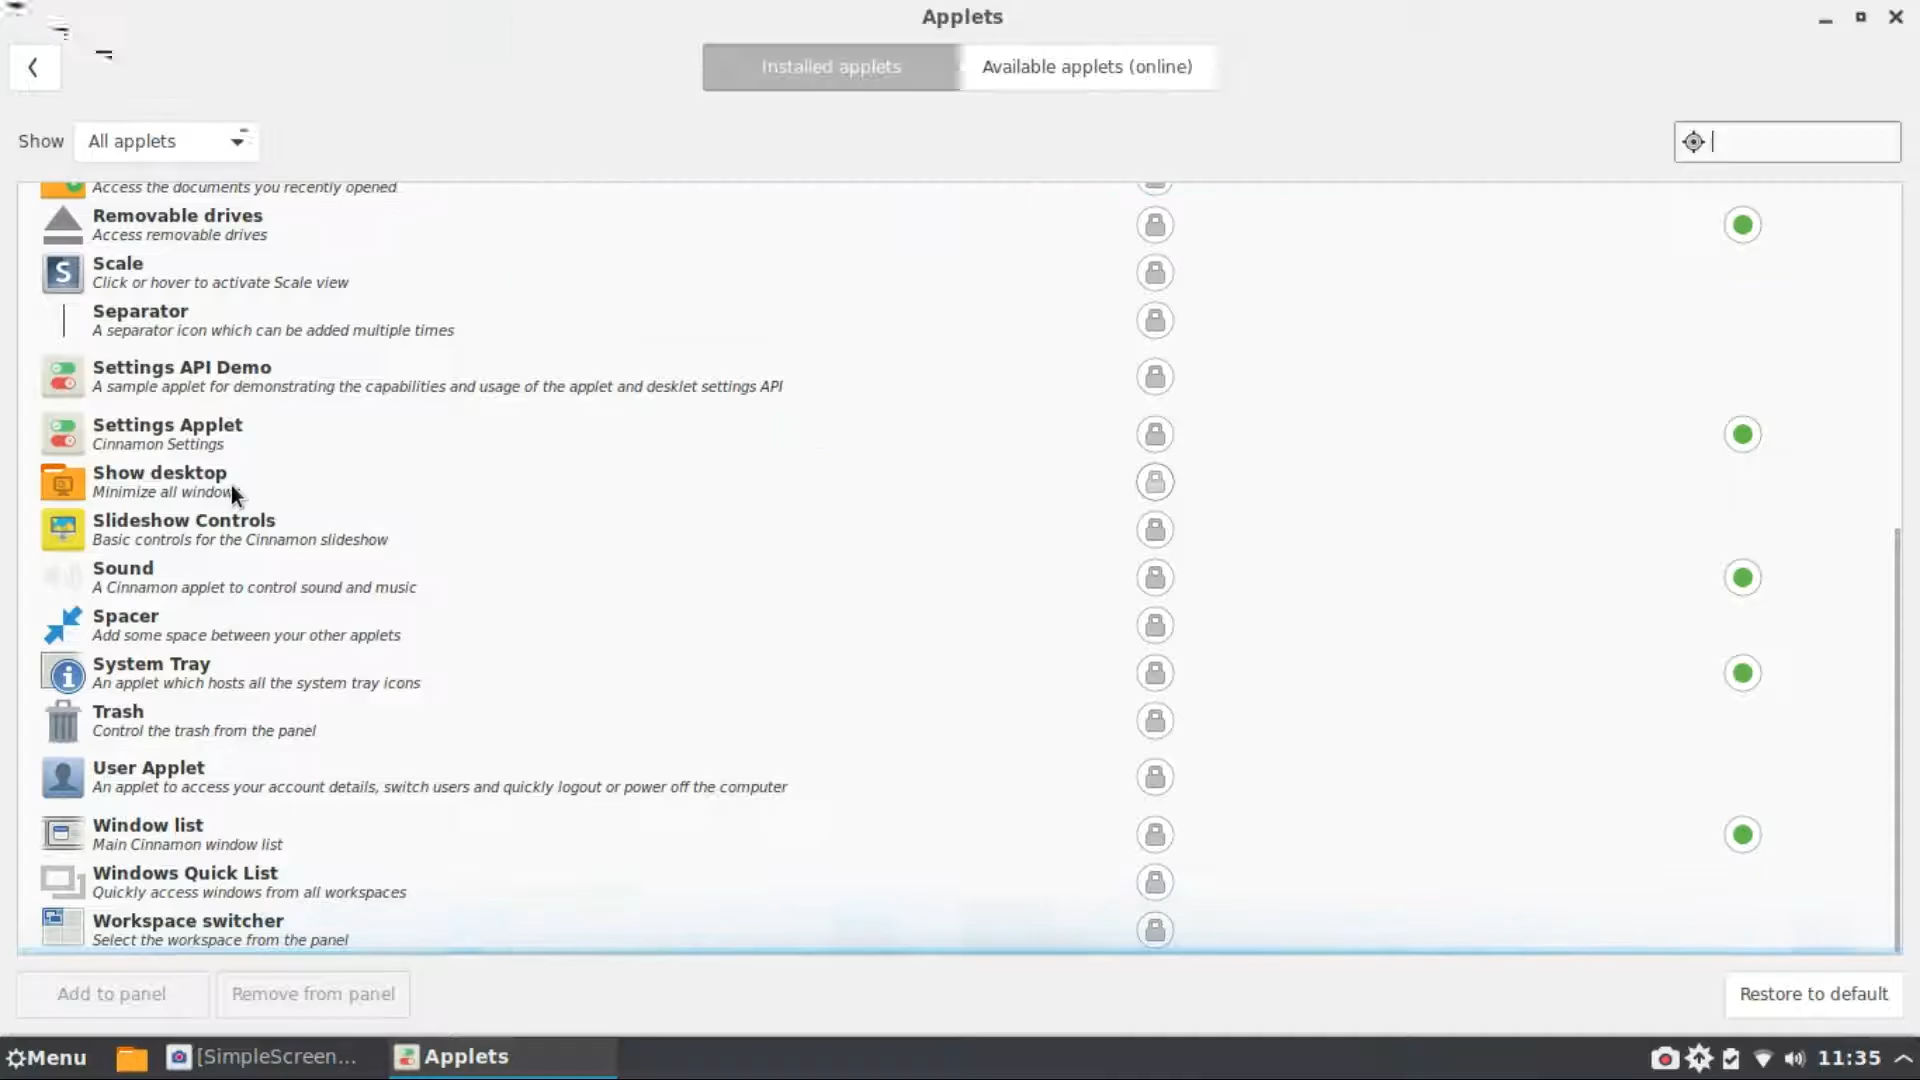 Applets
Installed applets
Available applets (online)
Show
All applets
Access the documents you recently opened
Removable drives
Access removable drives
Scale
Click or hover to activate Scale view
Separator
A separator icon which can be added multiple times
Settings API Demo
A sample applet for demonstrating the capabilities and usage of the applet and desklet settings API
Settings Applet
Cinnamon Settings
Show desktop
Minimize all window
Slideshow Controls
Basic controls for the Cinnamon slideshow
Sound
A Cinnamon applet to control sound and music
Spacer
Add some space between your other applets
System Tray
An applet which hosts all the system tray icons
Trash
Control the trash from the panel
User Applet
An applet to access your account details, switch users and quickly logout or power off the computer
Window list
Main Cinnamon window list
Windows Quick List
Quickly access windows from all workspaces
Workspace switcher
Select the workspace from the panel
Add to panel
Remove from panel
Restore to default
Menu
[SimpleScreen...
Applets
11:35